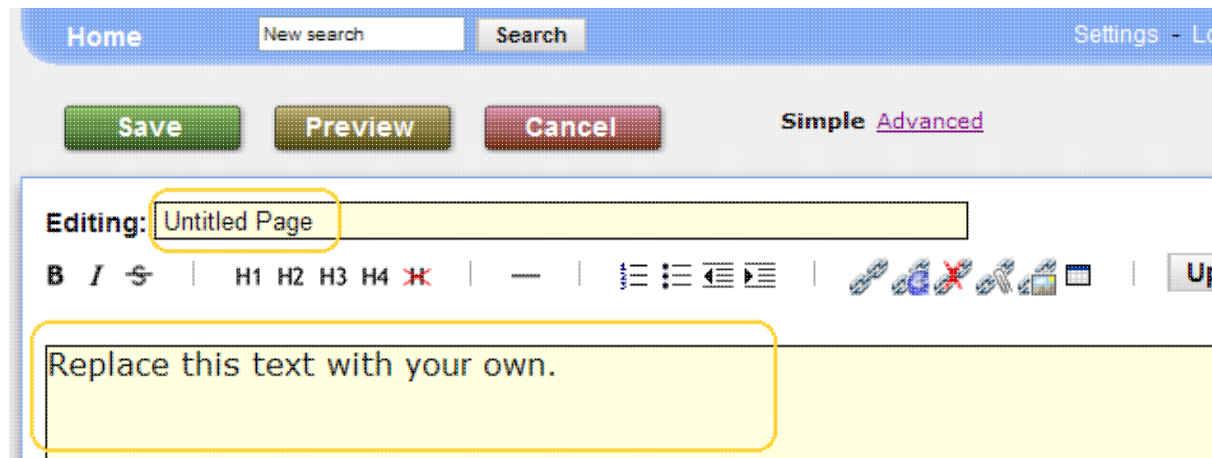 Home New search Search Settings - Lo
Save Preview Cancel Simple Advanced
Editing: Untitled Page
B I S H1 H2 H3 H4 H Up
Replace this text with your own.